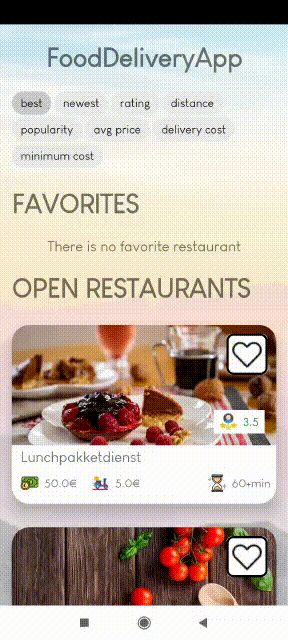 FoodDeliveryApp
best newest rating distance
popularity avg price delivery cost
minimum cost
FAVORITES
There is no favorite restaurant
OPEN RESTAURANTS
3.5
Lunchpakketdienst
50.0€ 5.0€ 60+min